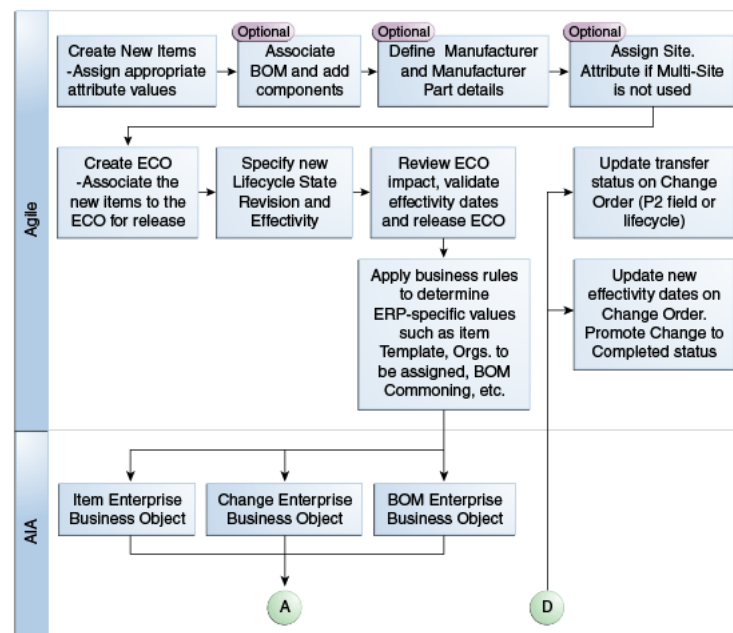 Agile
Optional
Optional
Optional
Create New Items
-Assign appropriate
attribute values
Associate
BOM and add
components
Define Manufacturer
and Manufacturer
Part details
Assign Site.
Attribute if Multi-Site
is not used
Create ECO
-Associate the
new items to the
ECO for release
Specify new
Lifecycle State
Revision and
Effectivity
Review ECO
impact, validate
effectivity dates
and release ECO
Update transfer
status on Change
Order (P2 field or
lifecycle)
Apply business rules
to determine
ERP-specific values
such as item
Template, Orgs. to
be assigned, BOM
Commoning, etc.
Update new
effectivity dates on
Change Order.
Promote Change to
Completed status
AIA
Item Enterprise
Business Object
Change Enterprise
Business Object
BOM Enterprise
Business Object
A
D